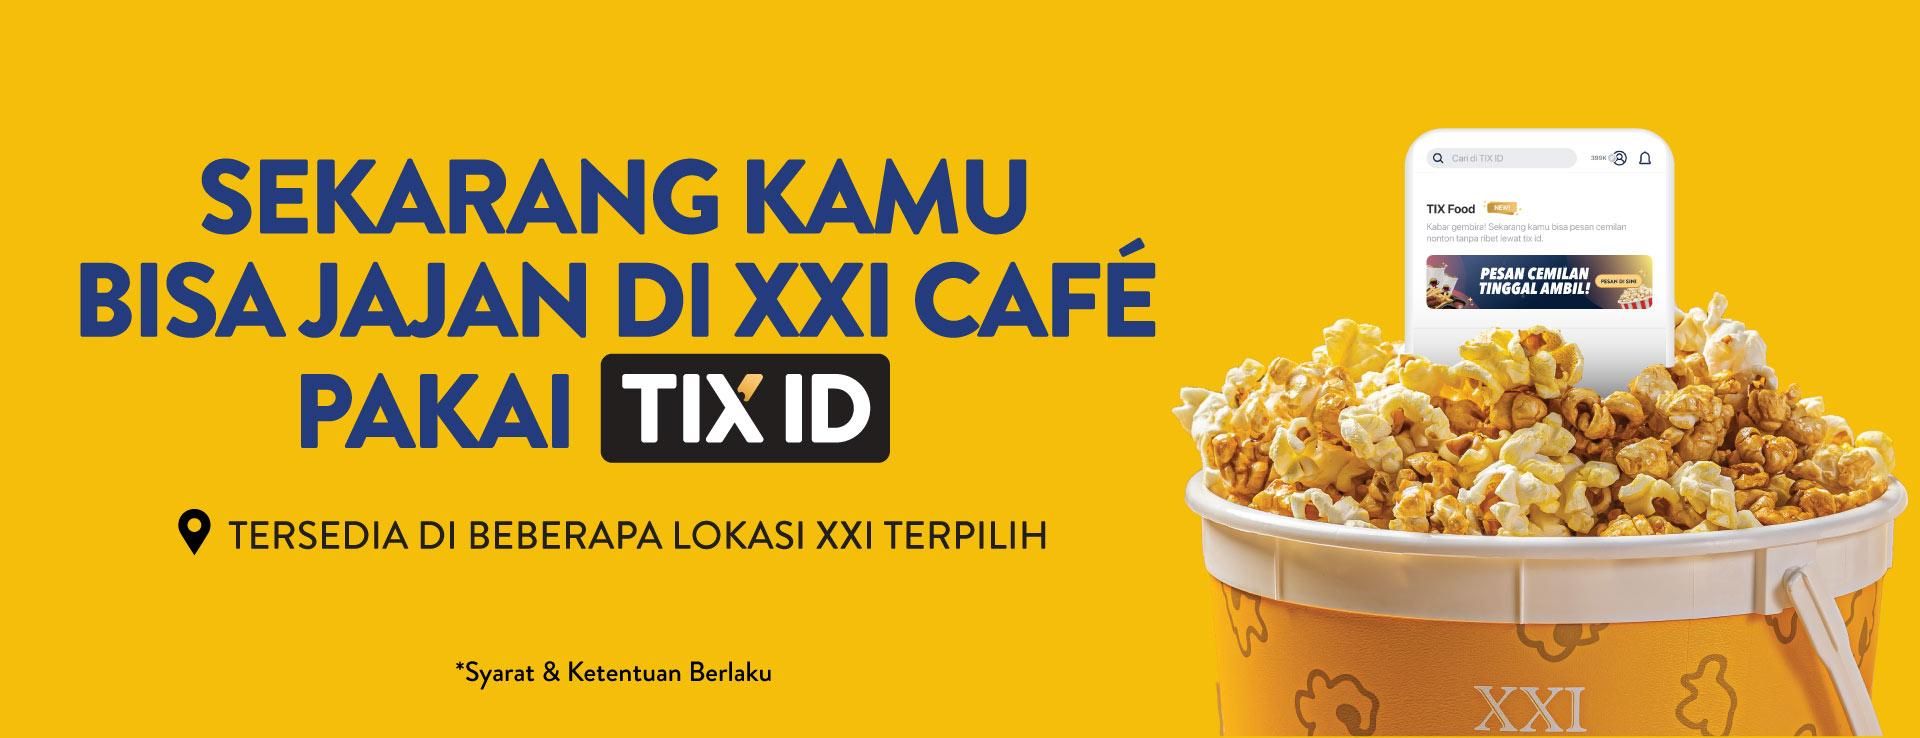 SEKARANG KAMU
BISA JAJAN DI XXI CAFÉ
PAKAI TIX ID
TERSEDIA DI BEBERAPA LOKASI XXI TERPILIH
*Syarat & Ketentuan Berlaku
Cari di TIX ID
399K
TIX Food NEW!
Kabar gembira! Sekarang kamu bisa pesan cemilan
nonton tanpa ribet lewat tix id.
PESAN CEMILAN
TINGGAL AMBIL!
PESAN DI SINI
XXI